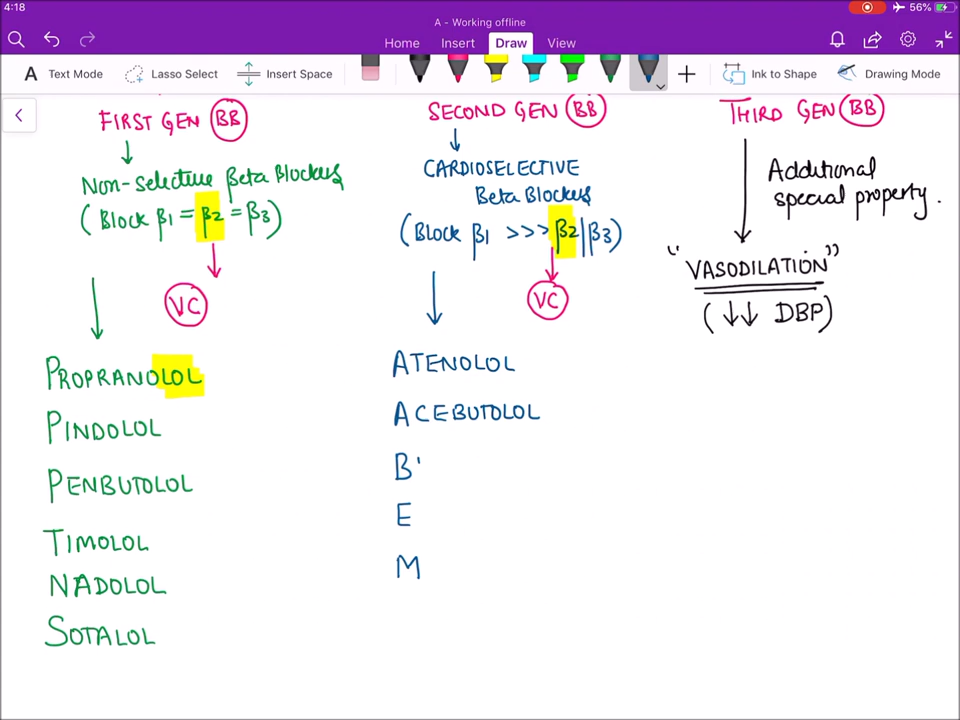 4:18
56%
A - Working offline
Home Insert Draw View
A Text Mode Lasso Select Insert Space Ink to Shape Drawing Mode
FIRST GEN BB
Non-selective Beta Blockers
(Block β1 = β2 = β3)
VC
PROPRANOLOL
PINDOLOL
PENBUTOLOL
TIMOLOL
NADOLOL
SOTALOL
SECOND GEN BB
CARDIOSELECTIVE
Beta Blockers
(Block β1 >>> β2|β3)
VC
ATENOLOL
ACEBUTOLOL
B'
E
M
THIRD GEN BB
Additional
special property.
"VASODILATION"
(↓↓ DBP)